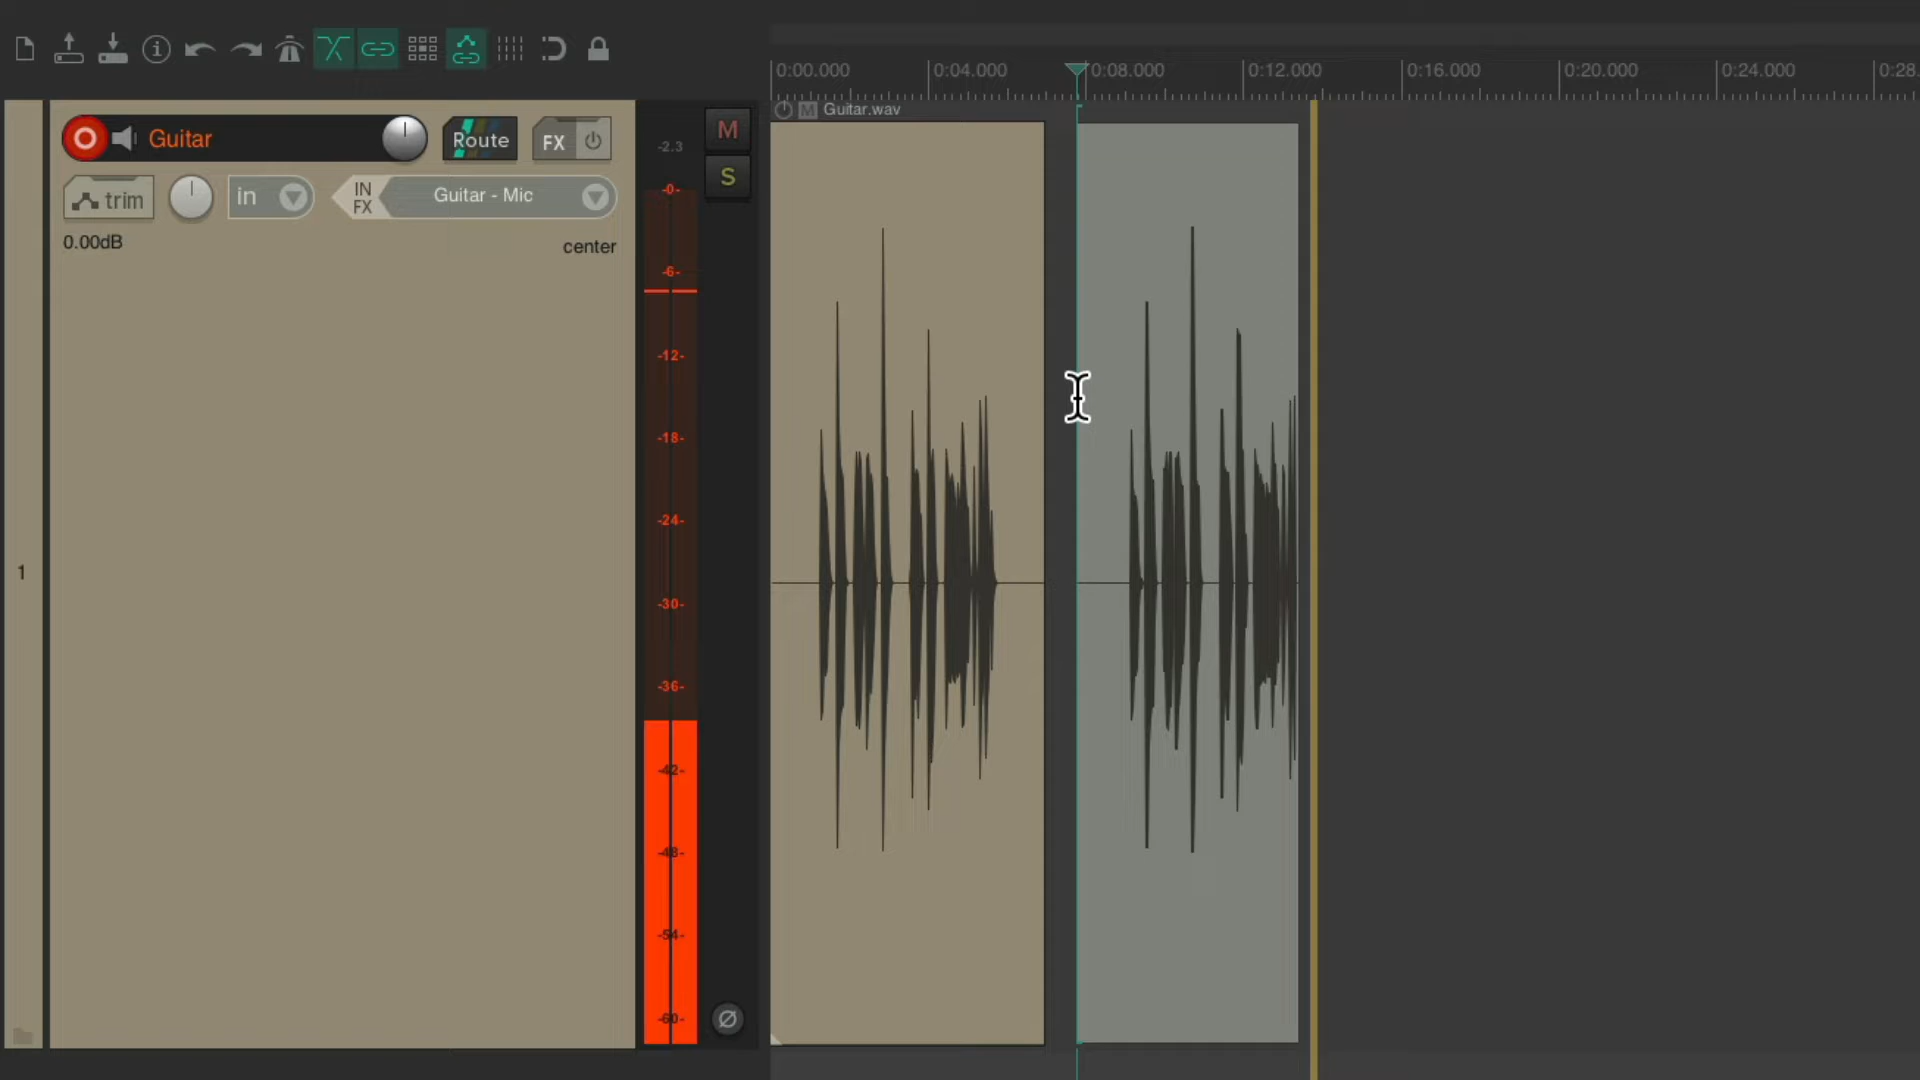 0:00.000 0:04.000 0:08.000 0:12.000 0:16.000 0:20.000 0:24.000 0:28.
M Guitar.wav
Guitar Route FX -2.3 M
-0- S
trim in IN FX Guitar - Mic
0.00dB center
-6-
-12-
-18-
-24-
1
-30-
-36-
-42-
-48-
-54-
-60-